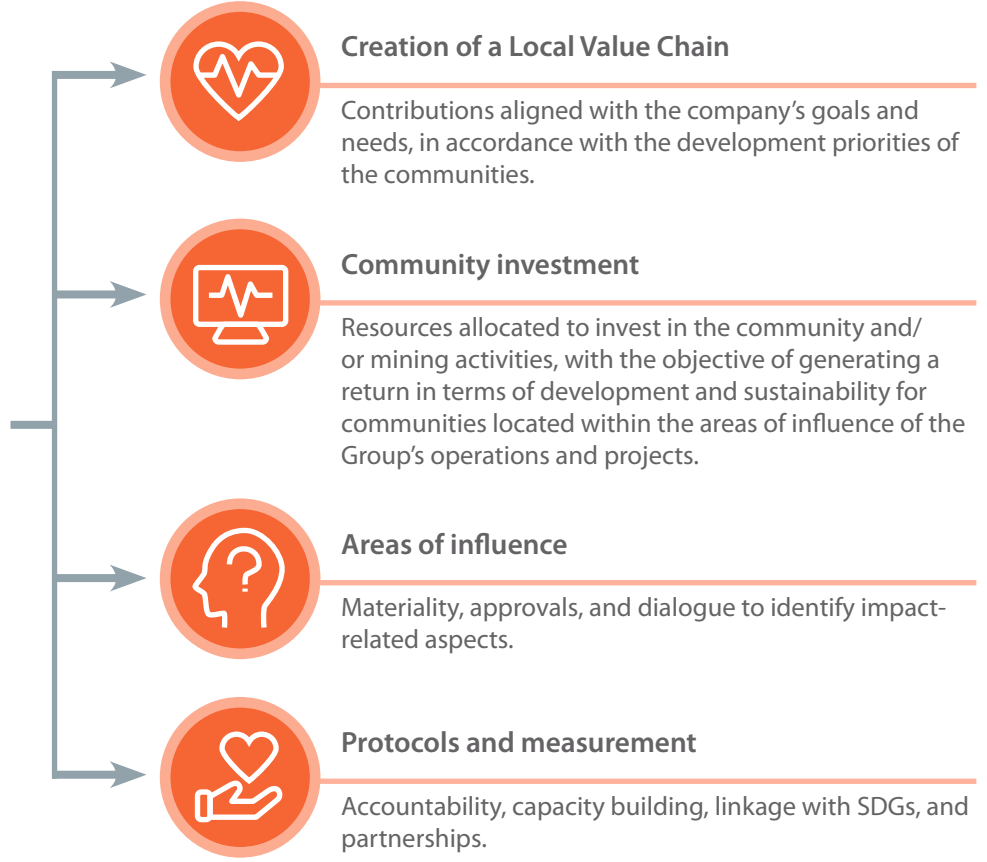 Creation of a Local Value Chain
Contributions aligned with the company’s goals and
needs, in accordance with the development priorities of
the communities.
Community investment
Resources allocated to invest in the community and/
or mining activities, with the objective of generating a
return in terms of development and sustainability for
communities located within the areas of influence of the
Group’s operations and projects.
Areas of influence
Materiality, approvals, and dialogue to identify impact-
related aspects.
Protocols and measurement
Accountability, capacity building, linkage with SDGs, and
partnerships.